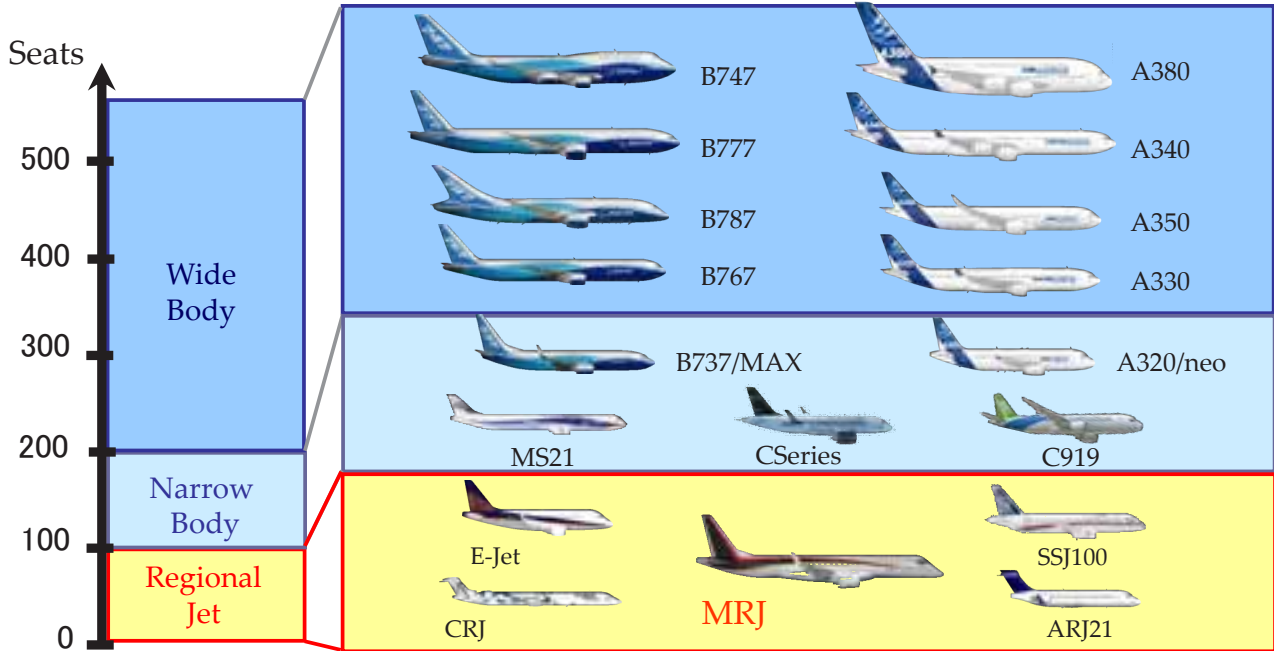 Seats
500
400
300
200
100
0
Wide
Body
Narrow
Body
Regional
Jet
B747
A380
B777
A340
B787
A350
B767
A330
B737/MAX
A320/neo
MS21
CSeries
C919
E-Jet
SSJ100
MRJ
CRJ
ARJ21